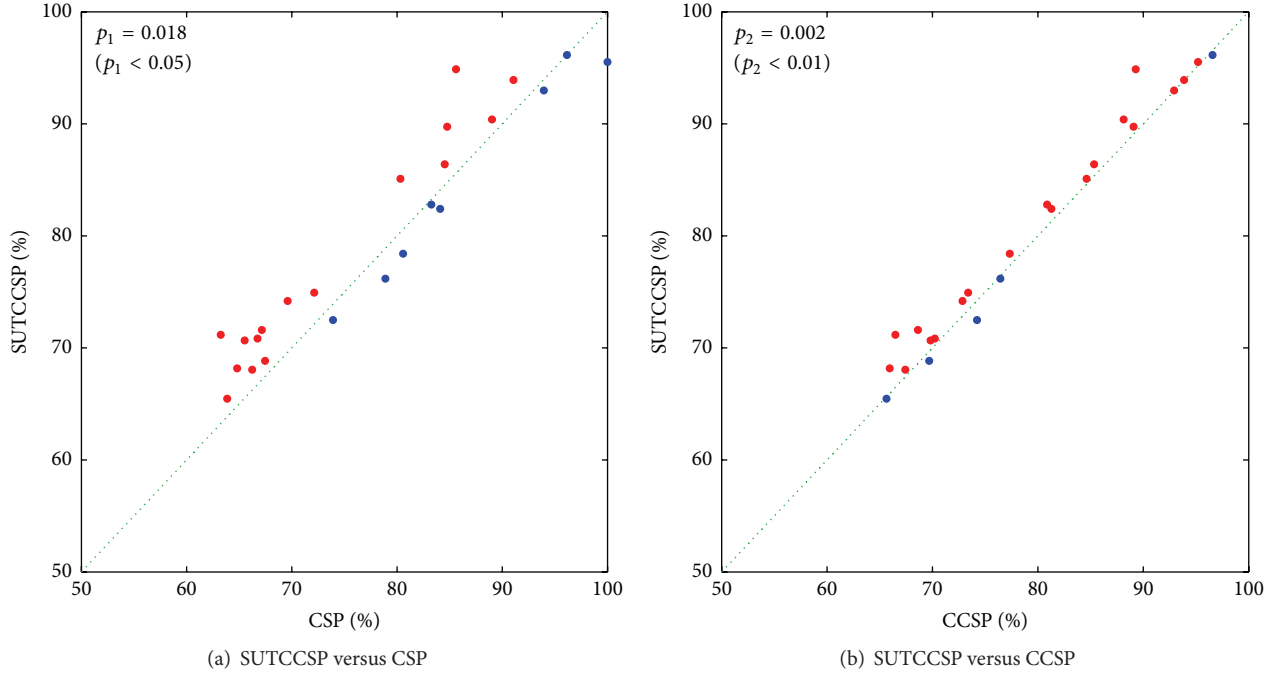 p₁ = 0.018
(p₁ < 0.05)
100
90
80
70
60
50
SUTCCSP (%)
50 60 70 80 90 100
CSP (%)
(a) SUTCCSP versus CSP
p₂ = 0.002
(p₂ < 0.01)
100
90
80
70
60
50
SUTCCSP (%)
50 60 70 80 90 100
CCSP (%)
(b) SUTCCSP versus CCSP